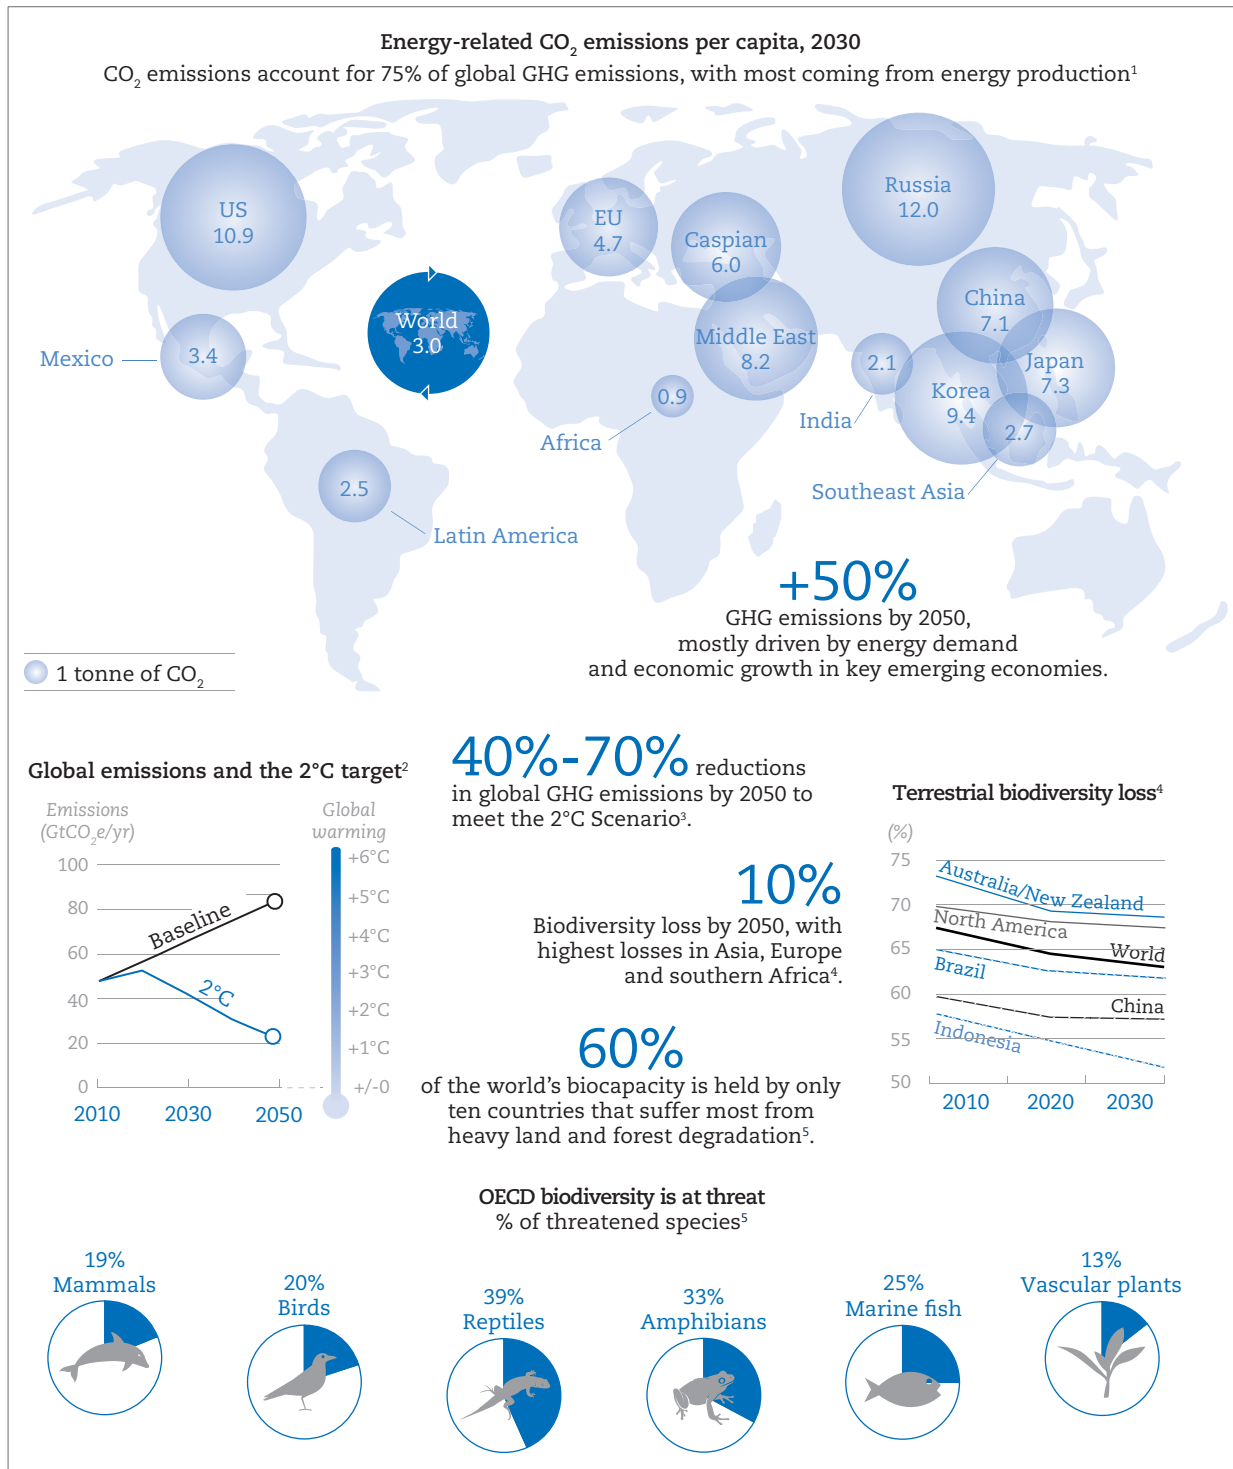 Energy-related CO2 emissions per capita, 2030
CO2 emissions account for 75% of global GHG emissions, with most coming from energy production1
US
10.9
EU
4.7
Caspian
6.0
Russia
12.0
World
3.0
Middle East
8.2
China
7.1
Mexico
3.4
2.1
India
Korea
9.4
Japan
7.3
0.9
Africa
2.7
Southeast Asia
2.5
Latin America
+50%
GHG emissions by 2050,
mostly driven by energy demand
and economic growth in key emerging economies.
1 tonne of CO2
Global emissions and the 2°C target2
Emissions
(GtCO2e/yr)
Global
warming
100
80
60
40
20
0
Baseline
2°C
2010
2030
2050
+6°C
+5°C
+4°C
+3°C
+2°C
+1°C
+/-0
40%-70% reductions
in global GHG emissions by 2050 to
meet the 2°C Scenario3.
10%
Biodiversity loss by 2050, with
highest losses in Asia, Europe
and southern Africa4.
60%
of the world's biocapacity is held by only
ten countries that suffer most from
heavy land and forest degradation5.
Terrestrial biodiversity loss4
(%)
75
70
65
60
55
50
Australia/New Zealand
North America
World
Brazil
China
Indonesia
2010
2020
2030
OECD biodiversity is at threat
% of threatened species5
19%
Mammals
20%
Birds
39%
Reptiles
33%
Amphibians
25%
Marine fish
13%
Vascular plants